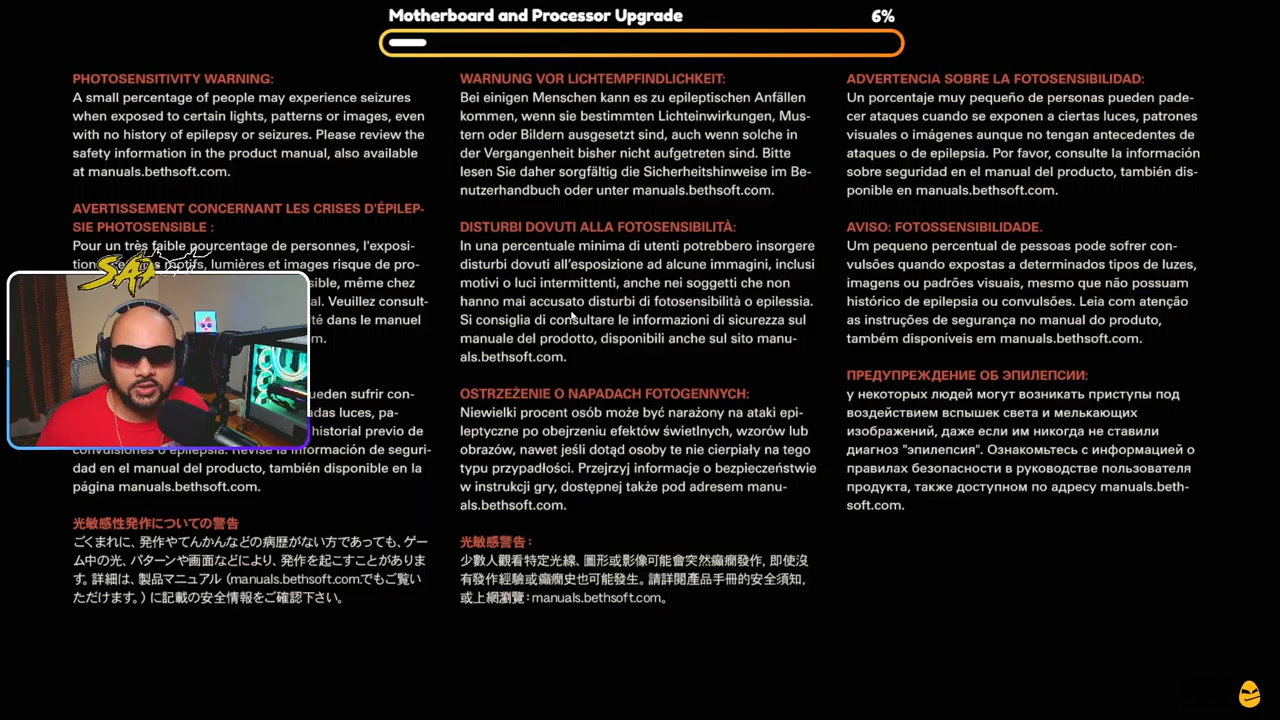 Motherboard and Processor Upgrade
6%
PHOTOSENSITIVITY WARNING:
A small percentage of people may experience seizures
when exposed to certain lights, patterns or images, even
with no history of epilepsy or seizures. Please review the
safety information in the product manual, also available
at manuals.bethsoft.com.
AVERTISSEMENT CONCERNANT LES CRISES D'ÉPILEP-
SIE PHOTOSENSIBLE :
Pour un très faible pourcentage de personnes, l'exposi-
motifs, lumières et images risque de pro-
même chez
Veuillez consult-
té dans le manuel
SAT
sufrir con-
luces, pa-
historial previo de
convulsiones o epilepsia. Revise la información de seguri-
dad en el manual del producto, también disponible en la
página manuals.bethsoft.com.
光敏感性発作についての警告
ごくまれに、発作やてんかんなどの病歴がない方であっても、ゲー
ム中の光、パターンや画面などにより、発作を起こすことがありま
す。詳細は、製品マニュアル（manuals.bethsoft.com.でもご覧い
ただけます。）に記載の安全情報をご確認下さい。
WARNUNG VOR LICHTEMPFINDLICHKEIT:
Bei einigen Menschen kann es zu epileptischen Anfällen
kommen, wenn sie bestimmten Lichteinwirkungen, Mus-
tern oder Bildern ausgesetzt sind, auch wenn solche in
der Vergangenheit bisher nicht aufgetreten sind. Bitte
lesen Sie daher sorgfältig die Sicherheitshinweise im Be-
nutzerhandbuch oder unter manuals.bethsoft.com.
DISTURBI DOVUTI ALLA FOTOSENSIBILITÀ:
In una percentuale minima di utenti potrebbero insorgere
disturbi dovuti all'esposizione ad alcune immagini, inclusi
motivi o luci intermittenti, anche nei soggetti che non
hanno mai accusato disturbi di fotosensibilità o epilessia.
Si consiglia di consultare le informazioni di sicurezza sul
manuale del prodotto, disponibili anche sul sito manu-
als.bethsoft.com.
OSTRZEŻENIE O NAPADACH FOTOGENNYCH:
Niewielki procent osób może być narażony na ataki epi-
leptyczne po obejrzeniu efektów świetlnych, wzorów lub
obrazów, nawet jeśli dotąd osoby te nie cierpiały na tego
typu przypadłości. Przejrzyj informacje o bezpieczeństwie
w instrukcji gry, dostępnej także pod adresem manu-
als.bethsoft.com.
光敏感警告：
少數人觀看特定光線、圖形或影像可能會突然癲癇發作，即使沒
有發作經驗或癲癇史也可能發生。請詳閱產品手冊的安全須知，
或上網瀏覽：manuals.bethsoft.com。
ADVERTENCIA SOBRE LA FOTOSENSIBILIDAD:
Un porcentaje muy pequeño de personas pueden pade-
cer ataques cuando se exponen a ciertas luces, patrones
visuales o imágenes aunque no tengan antecedentes de
ataques o de epilepsia. Por favor, consulte la información
sobre seguridad en el manual del producto, también dis-
ponible en manuals.bethsoft.com.
AVISO: FOTOSSENSIBILIDADE.
Um pequeno percentual de pessoas pode sofrer con-
vulsões quando expostas a determinados tipos de luzes,
imagens ou padrões visuais, mesmo que não possuam
histórico de epilepsia ou convulsões. Leia com atenção
as instruções de segurança no manual do produto,
também disponíveis em manuals.bethsoft.com.
ПРЕДУПРЕЖДЕНИЕ ОБ ЭПИЛЕПСИИ:
у некоторых людей могут возникать приступы под
воздействием вспышек света и мелькающих
изображений, даже если им никогда не ставили
диагноз "эпилепсия". Ознакомьтесь с информацией о
правилах безопасности в руководстве пользователя
продукта, также доступном по адресу manuals.beth-
soft.com.